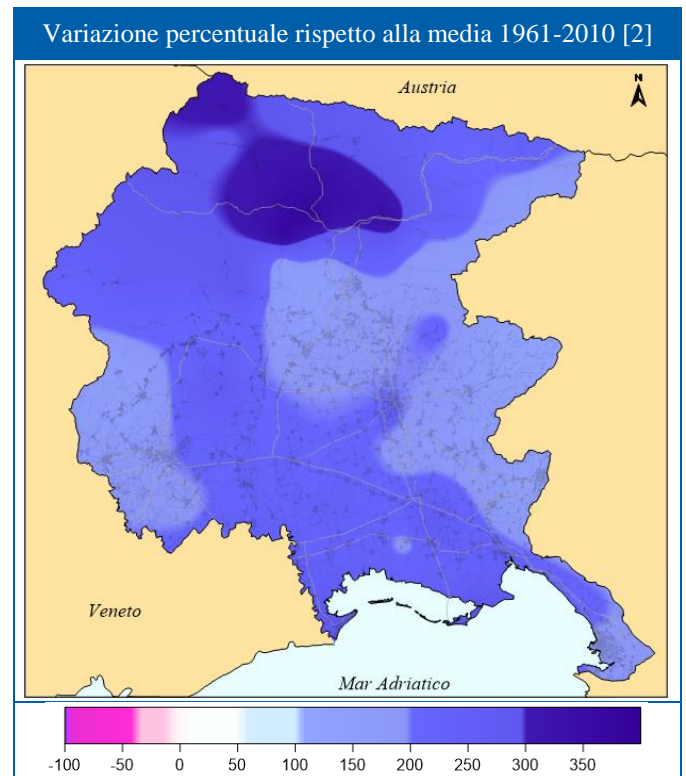 Variazione percentuale rispetto alla media 1961-2010 [2]
Austria
N
Veneto
Mar Adriatico
-100 -50 0 50 100 150 200 250 300 350